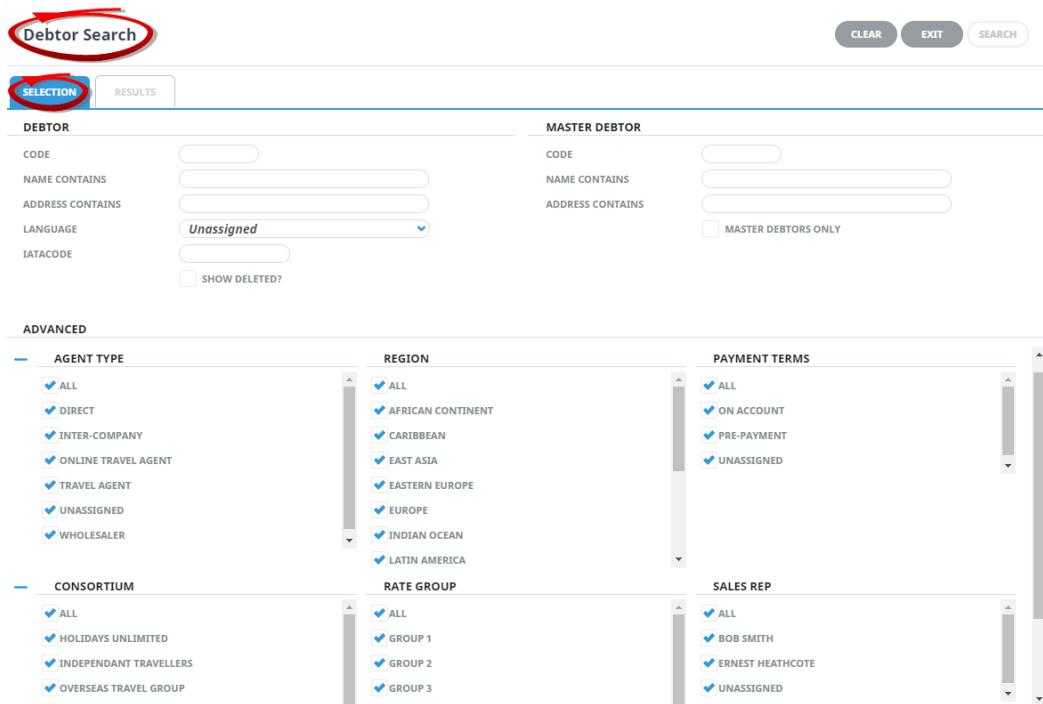 Debtor Search
CLEAR
EXIT
SEARCH
SELECTION
RESULTS
DEBTOR
CODE
NAME CONTAINS
ADDRESS CONTAINS
LANGUAGE
Unassigned
IATACODE
SHOW DELETED?
MASTER DEBTOR
CODE
NAME CONTAINS
ADDRESS CONTAINS
MASTER DEBTORS ONLY
ADVANCED
AGENT TYPE
ALL
DIRECT
INTER-COMPANY
ONLINE TRAVEL AGENT
TRAVEL AGENT
UNASSIGNED
WHOLESALER
REGION
ALL
AFRICAN CONTINENT
CARIBBEAN
EAST ASIA
EASTERN EUROPE
EUROPE
INDIAN OCEAN
LATIN AMERICA
PAYMENT TERMS
ALL
ON ACCOUNT
PRE-PAYMENT
UNASSIGNED
CONSORTIUM
ALL
HOLIDAYS UNLIMITED
INDEPENDANT TRAVELLERS
OVERSEAS TRAVEL GROUP
RATE GROUP
ALL
GROUP 1
GROUP 2
GROUP 3
SALES REP
ALL
BOB SMITH
ERNEST HEATHCOTE
UNASSIGNED